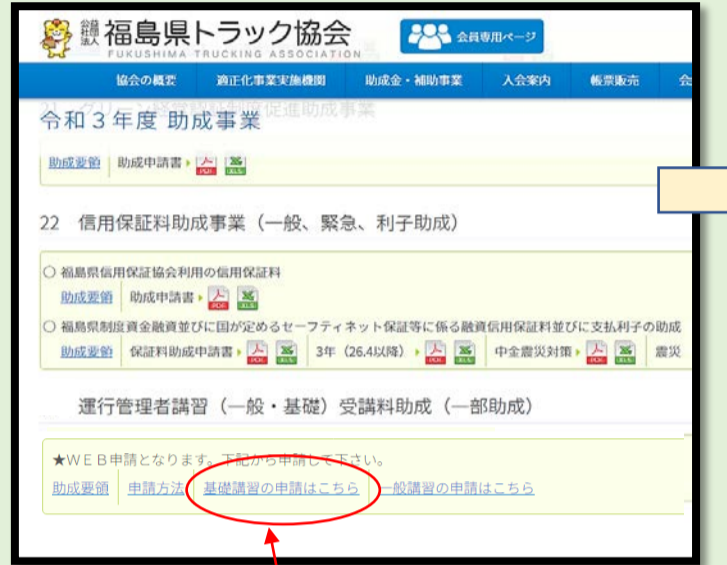 公益社団法人 福島県トラック協会 会員専用ページ
FUKUSHIMA TRUCKING ASSOCIATION
協会の概要 適正化事業実施機関 助成金・補助事業 入会案内 帳票販売 会
令和3年度 助成事業
助成要領 助成申請書 PDF XLS
22 信用保証料助成事業（一般、緊急、利子助成）
○ 福島県信用保証協会利用の信用保証料
助成要領 助成申請書 PDF XLS
○ 福島県制度資金融資並びに国が定めるセーフティネット保証等に係る融資信用保証料並びに支払利子の助成
助成要領 保証料助成申請書 PDF XLS 3年（26.4以降） PDF XLS 中金震災対策 PDF XLS 震災
運行管理者講習（一般・基礎）受講料助成（一部助成）
★WEB申請となります。下記から申請して下さい。
助成要領 申請方法 基礎講習の申請はこちら 一般講習の申請はこちら